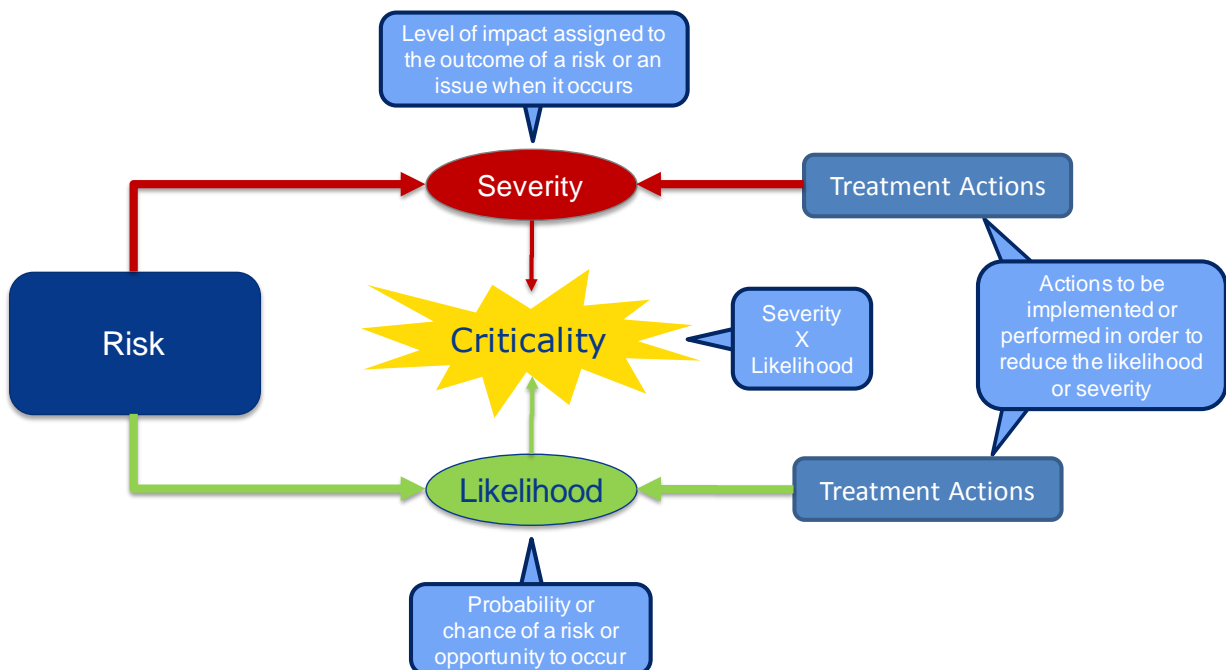 Level of impact assigned to
the outcome of a risk or an
issue when it occurs
Severity
Treatment Actions
Risk
Criticality
Severity
X
Likelihood
Actions to be
implemented or
performed in order to
reduce the likelihood
or severity
Likelihood
Treatment Actions
Probability or
chance of a risk or
opportunity to occur